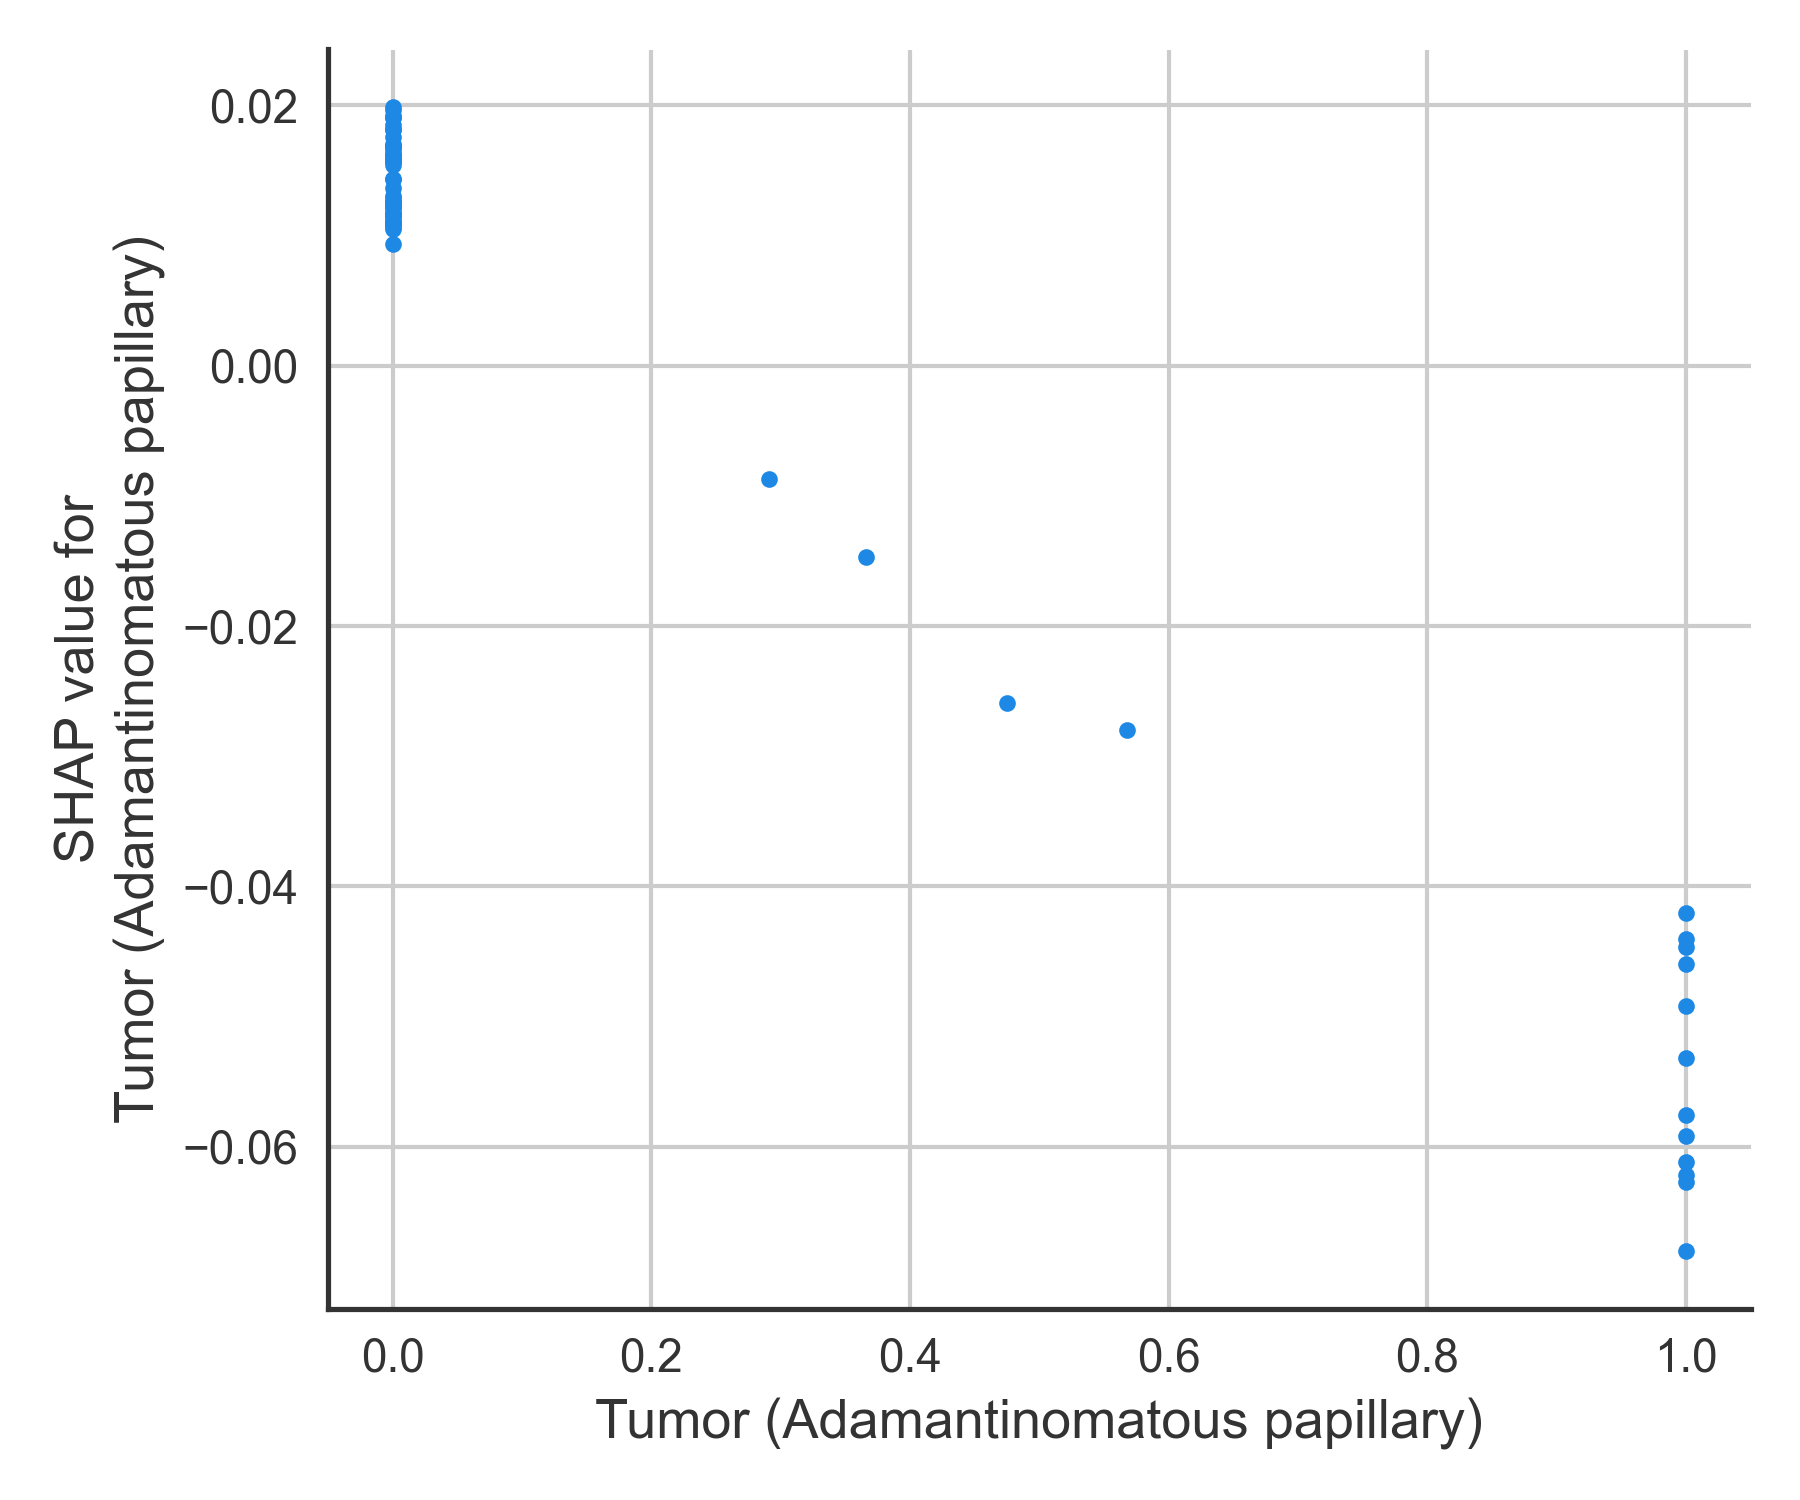 0.02
0.00
−0.02
−0.04
−0.06
SHAP value for
Tumor (Adamantinomatous papillary)
0.0 0.2 0.4 0.6 0.8 1.0
Tumor (Adamantinomatous papillary)